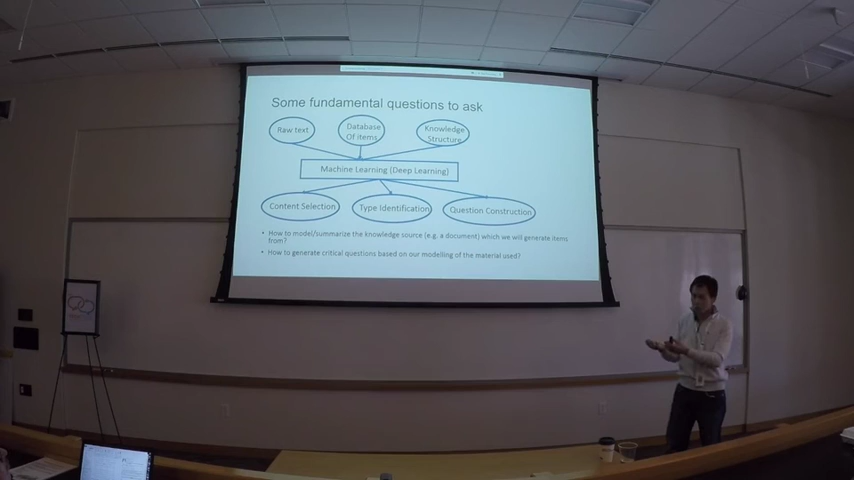 Some fundamental questions to ask
Raw text
Database
Of items
Knowledge
Structure
Machine Learning (Deep Learning)
Content Selection
Type Identification
Question Construction
• How to model/summarize the knowledge source (e.g. a document) which we will generate items
from?
• How to generate critical questions based on our modelling of the material used?